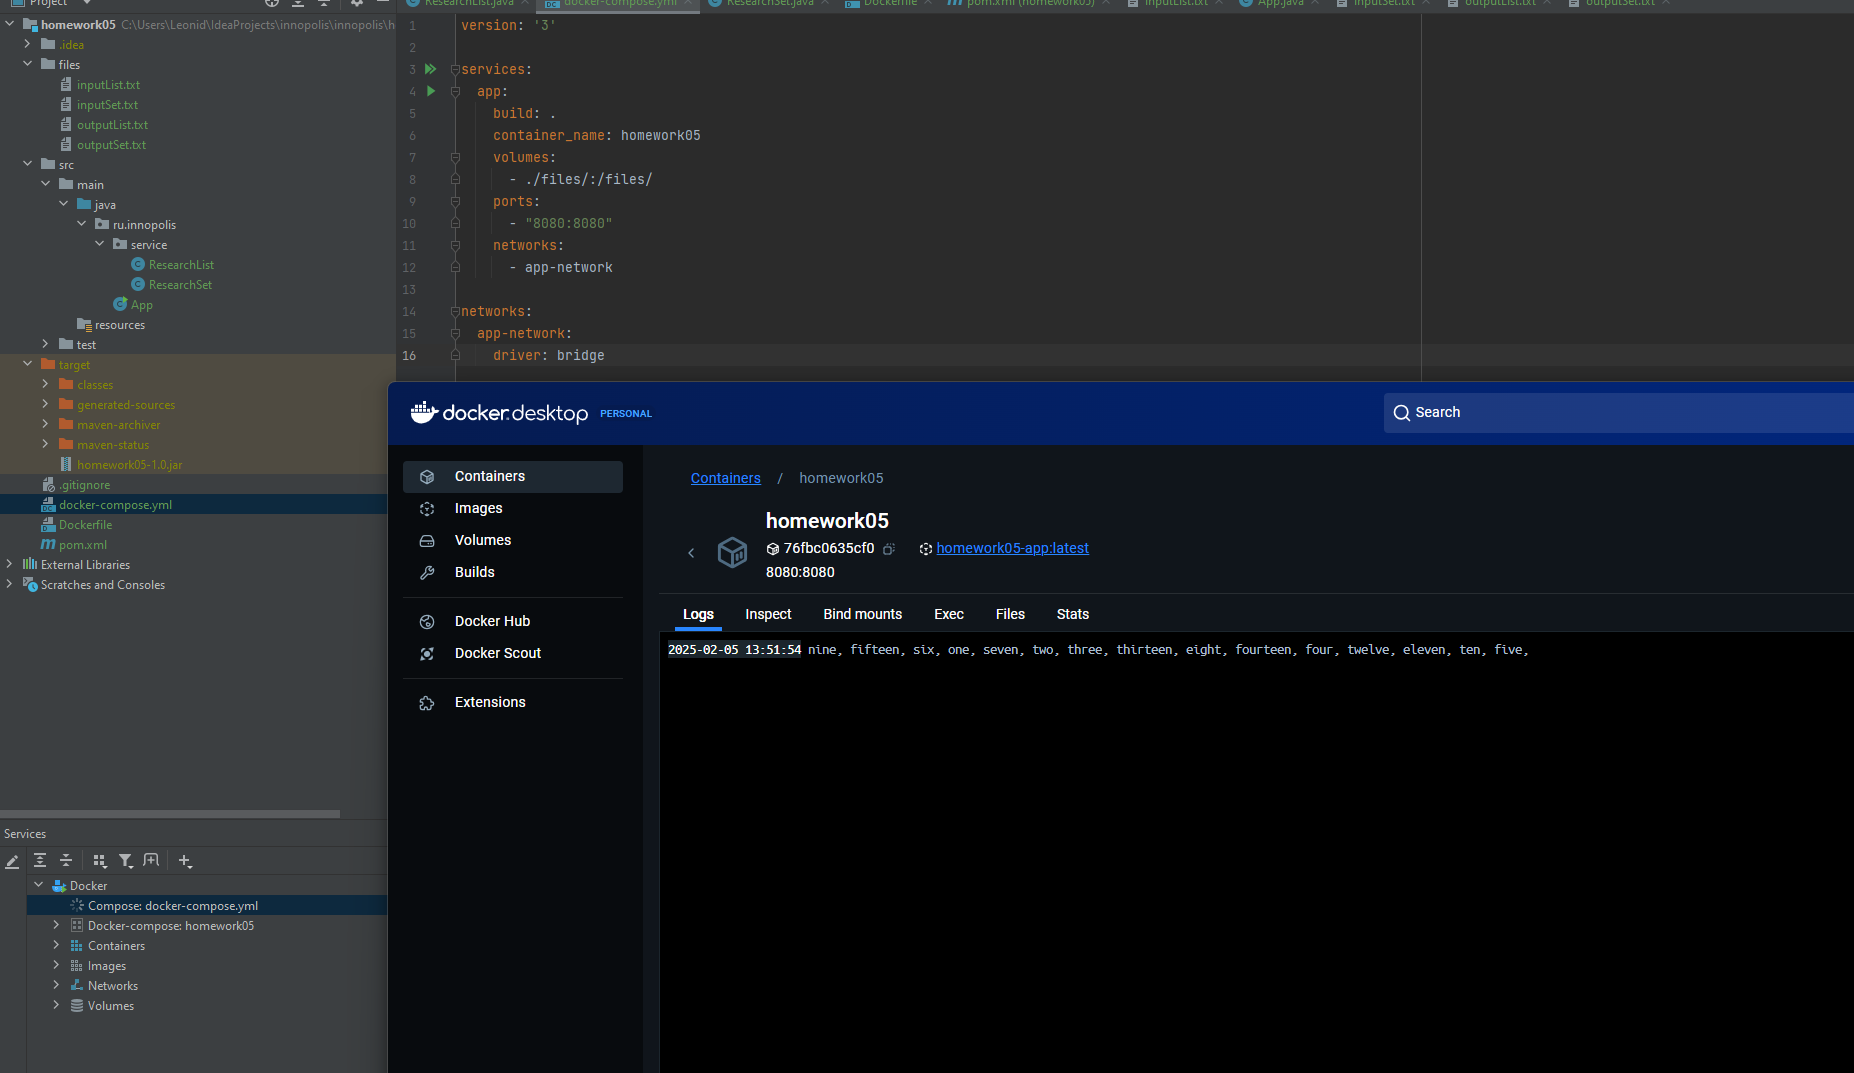 Project
ResearchList.java
docker-compose.yml
ResearchSet.java
Dockerfile
pom.xml (homework05)
inputList.txt
App.java
inputSet.txt
outputList.txt
outputSet.txt
homework05 C:\Users\Leonid\IdeaProjects\innopolis\innopolis\h
.idea
files
inputList.txt
inputSet.txt
outputList.txt
outputSet.txt
src
main
java
ru.innopolis
service
ResearchList
ResearchSet
App
resources
test
target
classes
generated-sources
maven-archiver
maven-status
homework05-1.0.jar
.gitignore
docker-compose.yml
Dockerfile
pom.xml
External Libraries
Scratches and Consoles
1 version: '3'
2
3 services:
4 app:
5 build: .
6 container_name: homework05
7 volumes:
8 - ./files/:/files/
9 ports:
10 - "8080:8080"
11 networks:
12 - app-network
13
14 networks:
15 app-network:
16 driver: bridge
Services
Docker
Compose: docker-compose.yml
Docker-compose: homework05
Containers
Images
Networks
Volumes
docker.desktop PERSONAL
Search
Containers
Images
Volumes
Builds
Docker Hub
Docker Scout
Extensions
Containers / homework05
homework05
76fbc0635cf0 homework05-app:latest
8080:8080
Logs Inspect Bind mounts Exec Files Stats
2025-02-05 13:51:54 nine, fifteen, six, one, seven, two, three, thirteen, eight, fourteen, four, twelve, eleven, ten, five,